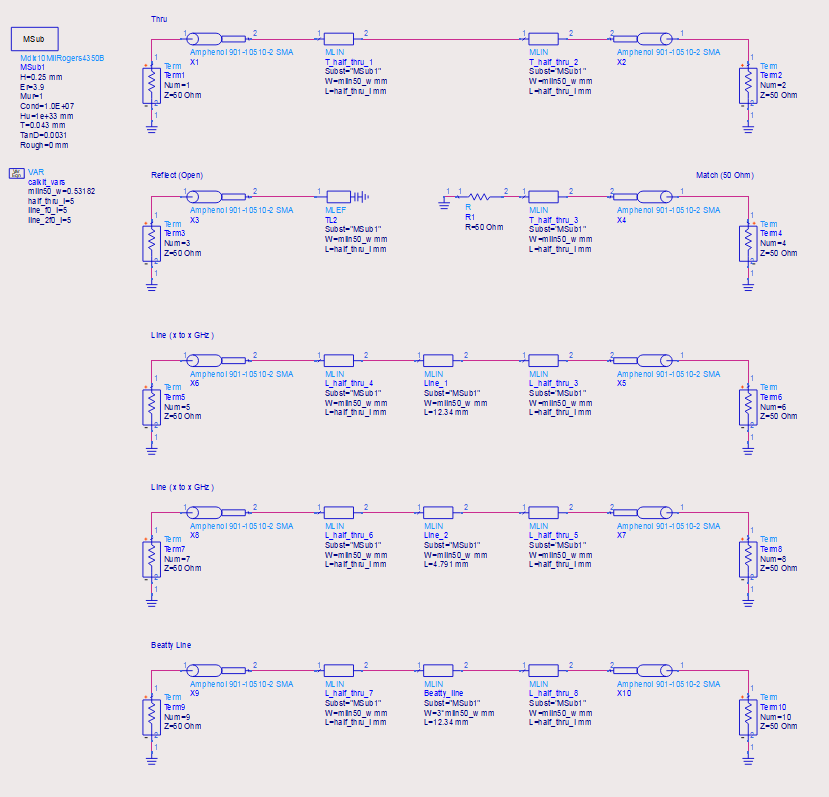 Thru
MSub
Mdlx10MilRogers4350B
MSub1
H=0.25 mm
Er=3.9
Mur=1
Cond=1.0E+07
Hu=1e+33 mm
T=0.043 mm
TanD=0.0031
Rough=0 mm
VAR
calkit_vars
mlin50_w=0.53182
half_thru_l=5
line_f0_l=5
line_2f0_l=5
1 2 1 2 1 2 2 1
Amphenol 901-10510-2 SMA
X1
MLIN
T_half_thru_1
Subst="MSub1"
W=mlin50_w mm
L=half_thru_l mm
MLIN
T_half_thru_2
Subst="MSub1"
W=mlin50_w mm
L=half_thru_l mm
Amphenol 901-10510-2 SMA
X2
Term
Term1
Num=1
Z=50 Ohm
Term
Term2
Num=2
Z=50 Ohm
Reflect (Open)
Match (50 Ohm)
1 2 1 1 1 2 1 2 2 1
Amphenol 901-10510-2 SMA
X3
MLEF
TL2
Subst="MSub1"
W=mlin50_w mm
L=half_thru_l mm
R
R1
R=50 Ohm
MLIN
T_half_thru_3
Subst="MSub1"
W=mlin50_w mm
L=half_thru_l mm
Amphenol 901-10510-2 SMA
X4
Term
Term3
Num=3
Z=50 Ohm
Term
Term4
Num=4
Z=50 Ohm
Line (x to x GHz)
1 2 1 2 1 2 1 2 2 1
Amphenol 901-10510-2 SMA
X6
MLIN
L_half_thru_4
Subst="MSub1"
W=mlin50_w mm
L=half_thru_l mm
MLIN
Line_1
Subst="MSub1"
W=mlin50_w mm
L=12.34 mm
MLIN
L_half_thru_3
Subst="MSub1"
W=mlin50_w mm
L=half_thru_l mm
Amphenol 901-10510-2 SMA
X5
Term
Term5
Num=5
Z=50 Ohm
Term
Term6
Num=6
Z=50 Ohm
Line (x to x GHz)
1 2 1 2 1 2 1 2 2 1
Amphenol 901-10510-2 SMA
X8
MLIN
L_half_thru_6
Subst="MSub1"
W=mlin50_w mm
L=half_thru_l mm
MLIN
Line_2
Subst="MSub1"
W=mlin50_w mm
L=4.791 mm
MLIN
L_half_thru_5
Subst="MSub1"
W=mlin50_w mm
L=half_thru_l mm
Amphenol 901-10510-2 SMA
X7
Term
Term7
Num=7
Z=50 Ohm
Term
Term8
Num=8
Z=50 Ohm
Beatty Line
1 2 1 2 1 2 1 2 2 1
Amphenol 901-10510-2 SMA
X9
MLIN
L_half_thru_7
Subst="MSub1"
W=mlin50_w mm
L=half_thru_l mm
MLIN
Beatty_line
Subst="MSub1"
W=3*mlin50_w mm
L=12.34 mm
MLIN
L_half_thru_8
Subst="MSub1"
W=mlin50_w mm
L=half_thru_l mm
Amphenol 901-10510-2 SMA
X10
Term
Term9
Num=9
Z=50 Ohm
Term
Term10
Num=10
Z=50 Ohm